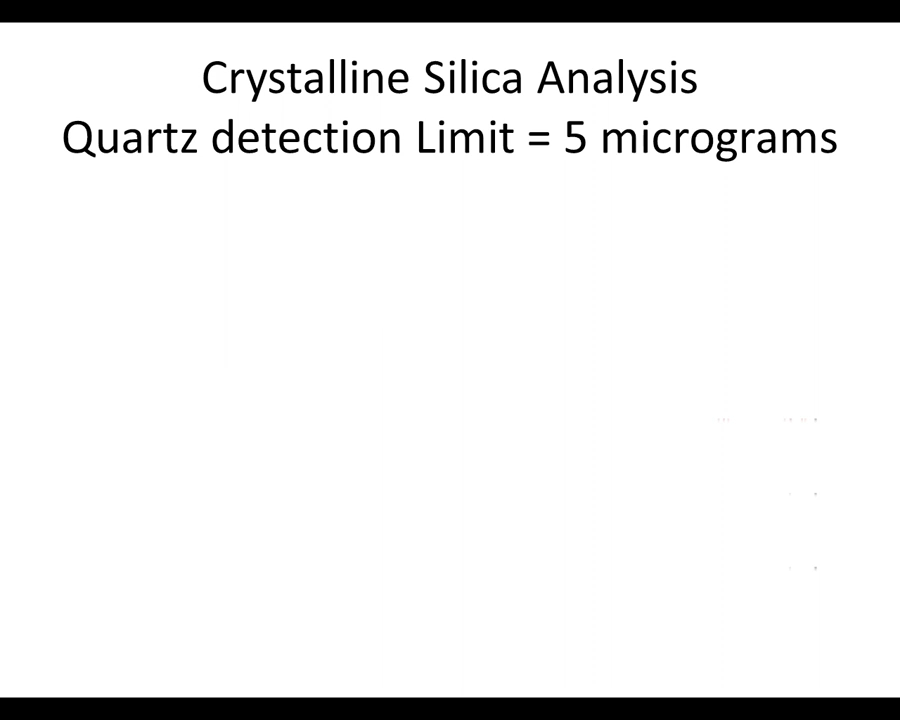 Crystalline Silica Analysis
Quartz detection Limit = 5 micrograms